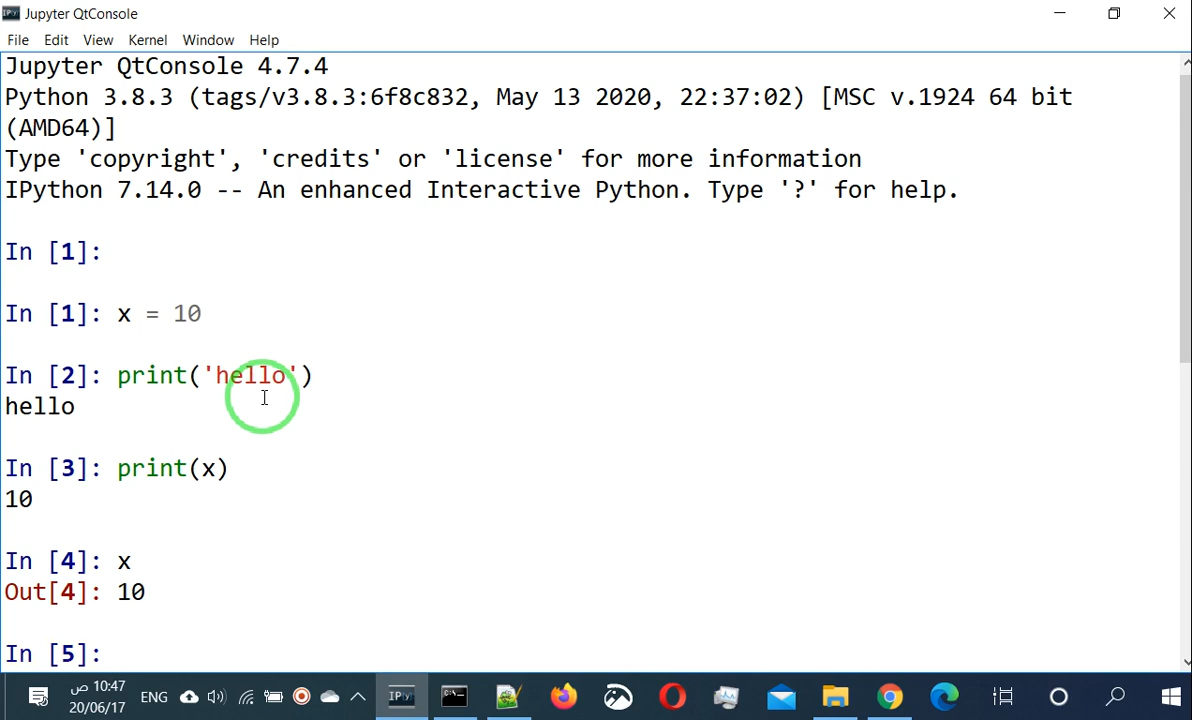 Jupyter QtConsole
File Edit View Kernel Window Help
Jupyter QtConsole 4.7.4
Python 3.8.3 (tags/v3.8.3:6f8c832, May 13 2020, 22:37:02) [MSC v.1924 64 bit
(AMD64)]
Type 'copyright', 'credits' or 'license' for more information
IPython 7.14.0 -- An enhanced Interactive Python. Type '?' for help.
In [1]:
In [1]: x = 10
In [2]: print('hello')
hello
In [3]: print(x)
10
In [4]: x
Out[4]: 10
In [5]:
10:47 ص
ENG
20/06/17